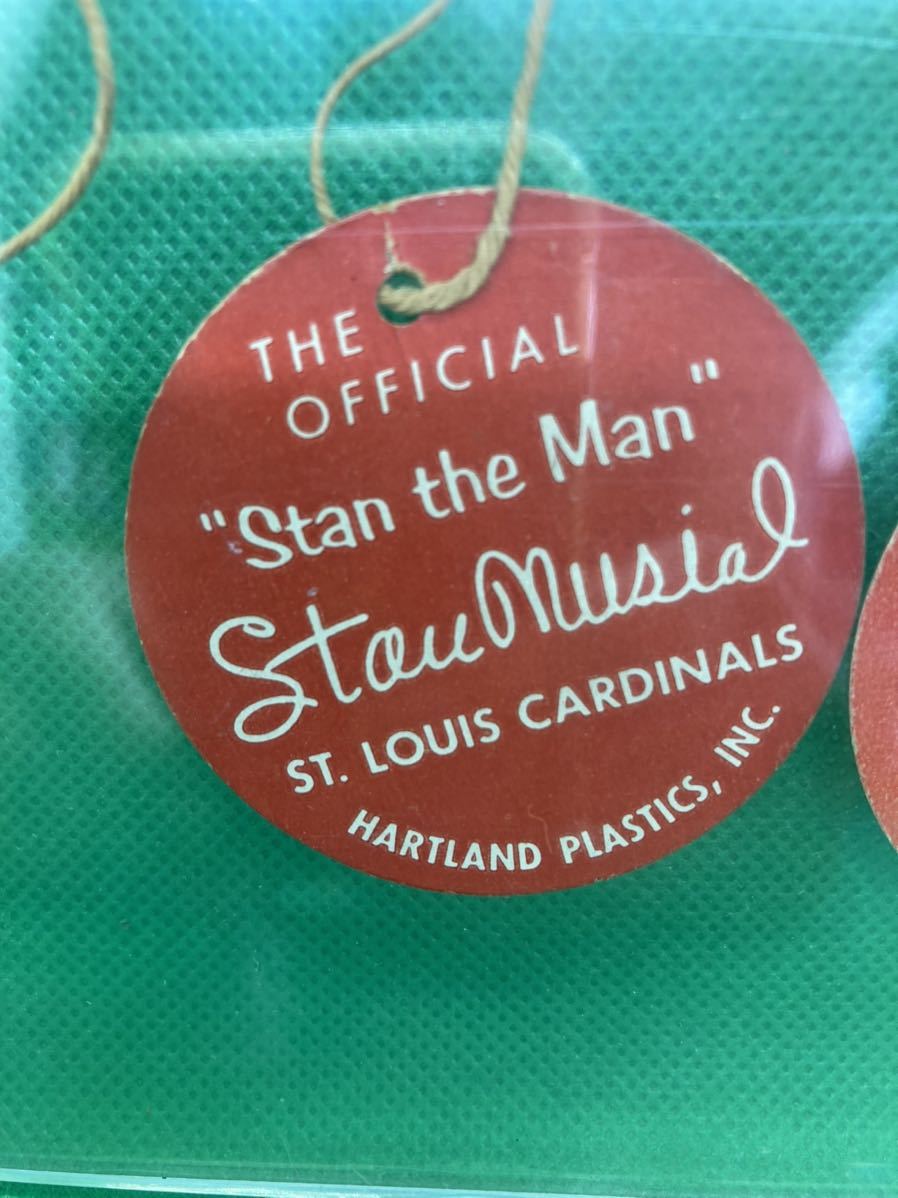 THE
OFFICIAL
"Stan the Man"
Stan Musial
ST. LOUIS CARDINALS
HARTLAND PLASTICS, INC.